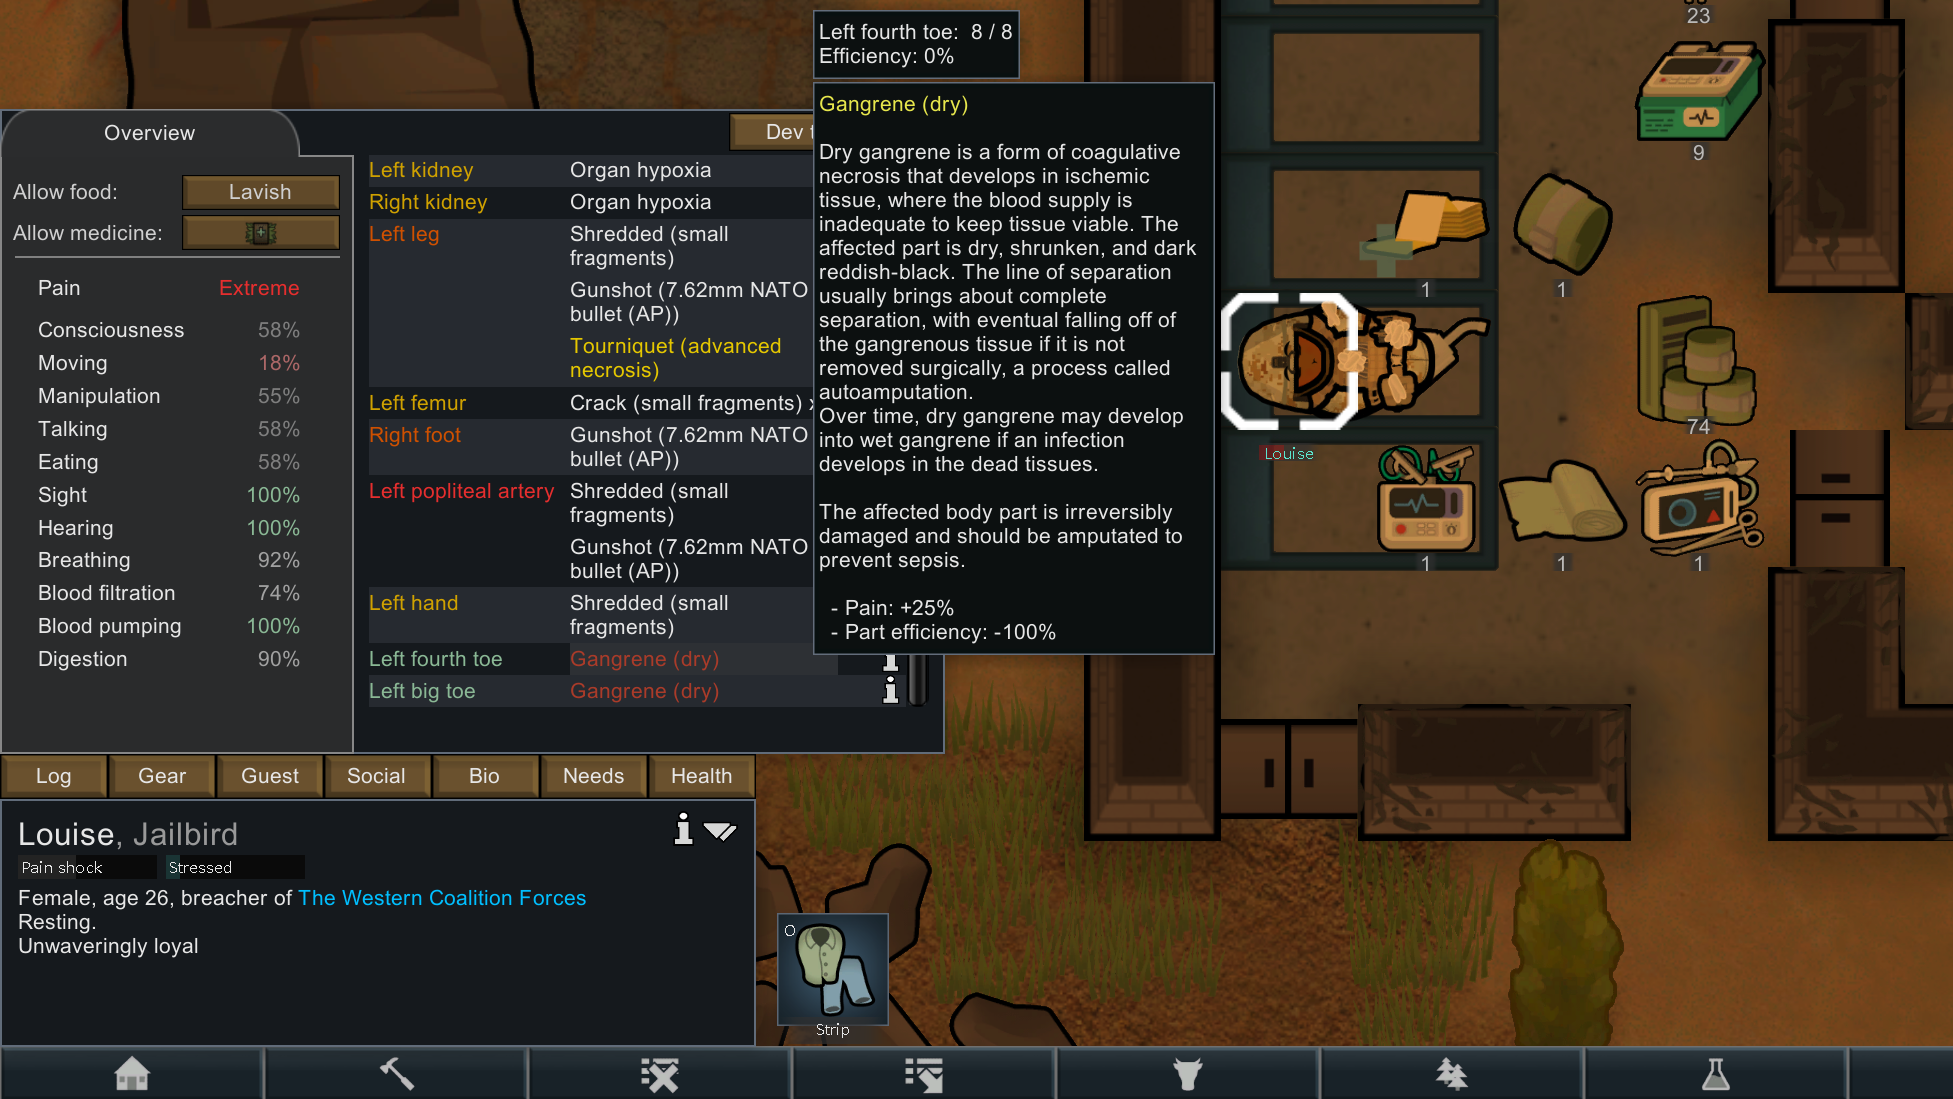 Left fourth toe:  8 / 8
Efficiency: 0%
Gangrene (dry)
Dry gangrene is a form of coagulative
necrosis that develops in ischemic
tissue, where the blood supply is
inadequate to keep tissue viable. The
affected part is dry, shrunken, and dark
reddish-black. The line of separation
usually brings about complete
separation, with eventual falling off of
the gangrenous tissue if it is not
removed surgically, a process called
autoamputation.
Over time, dry gangrene may develop
into wet gangrene if an infection
develops in the dead tissues.
The affected body part is irreversibly
damaged and should be amputated to
prevent sepsis.
- Pain: +25%
- Part efficiency: -100%
Overview
Dev
Allow food: Lavish
Allow medicine:
Pain Extreme
Consciousness 58%
Moving 18%
Manipulation 55%
Talking 58%
Eating 58%
Sight 100%
Hearing 100%
Breathing 92%
Blood filtration 74%
Blood pumping 100%
Digestion 90%
Left kidney Organ hypoxia
Right kidney Organ hypoxia
Left leg Shredded (small
fragments)
Gunshot (7.62mm NATO
bullet (AP))
Tourniquet (advanced
necrosis)
Left femur Crack (small fragments)
Right foot Gunshot (7.62mm NATO
bullet (AP))
Left popliteal artery Shredded (small
fragments)
Gunshot (7.62mm NATO
bullet (AP))
Left hand Shredded (small
fragments)
Left fourth toe Gangrene (dry)
Left big toe Gangrene (dry)
Log Gear Guest Social Bio Needs Health
Louise, Jailbird
Pain shock Stressed
Female, age 26, breacher of The Western Coalition Forces
Resting.
Unwaveringly loyal
Strip
23
9
1
1
74
Louise
1
1
1